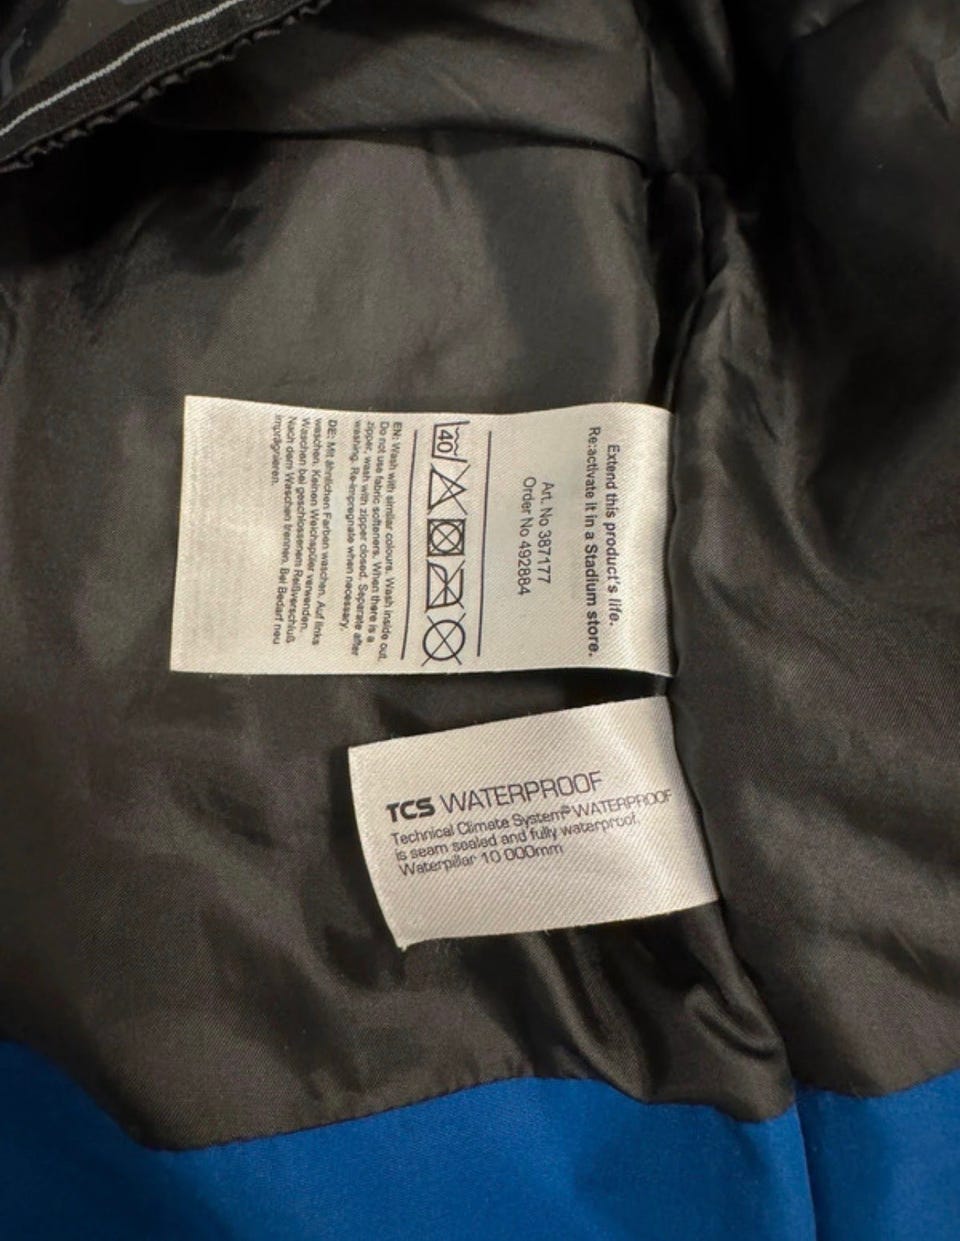 Extend this product's life.
Re:activate it in a Stadium store.
Art. No 387177
Order No 492884
40
EN: Wash with similar colours. Wash inside out.
Do not use fabric softeners. When there is a
zipper, wash with zipper closed. Separate after
washing. Re-impregnate when necessary.
DE: Mit ähnlichen Farben waschen. Auf links
waschen. Keinen Weichspüler verwenden.
Waschen bei geschlossenem Reißverschluß.
Nach dem Waschen trennen. Bei Bedarf neu
imprägnieren.
TCS WATERPROOF
Technical Climate System® WATERPROOF
is seam sealed and fully waterproof.
Waterpillar 10 000mm